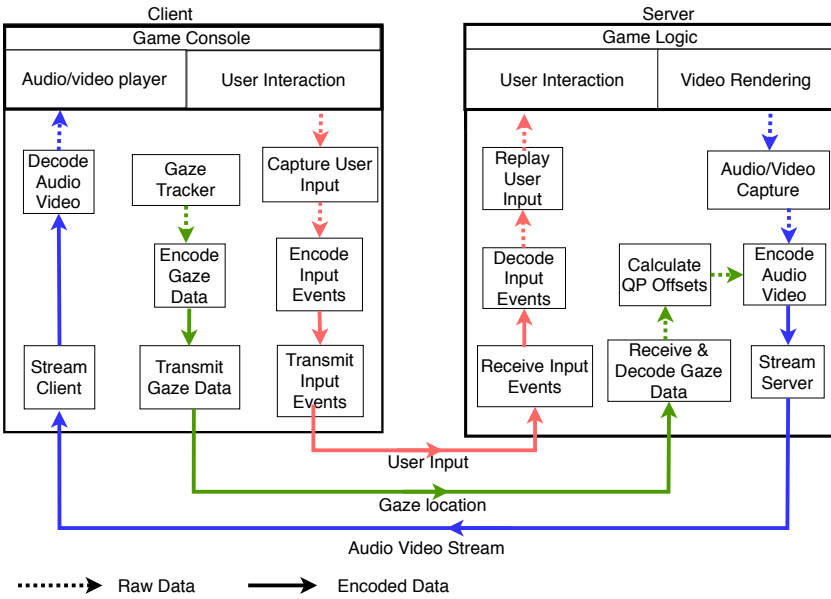 Client
Server
Game Console
Audio/video player
User Interaction
Game Logic
User Interaction
Video Rendering
Decode
Audio
Video
Gaze
Tracker
Capture User
Input
Encode
Gaze
Data
Encode
Input
Events
Stream
Client
Transmit
Gaze Data
Transmit
Input
Events
Replay
User
Input
Audio/Video
Capture
Decode
Input
Events
Calculate
QP Offsets
Encode
Audio
Video
Receive Input
Events
Receive &
Decode Gaze
Data
Stream
Server
User Input
Gaze location
Audio Video Stream
Raw Data
Encoded Data